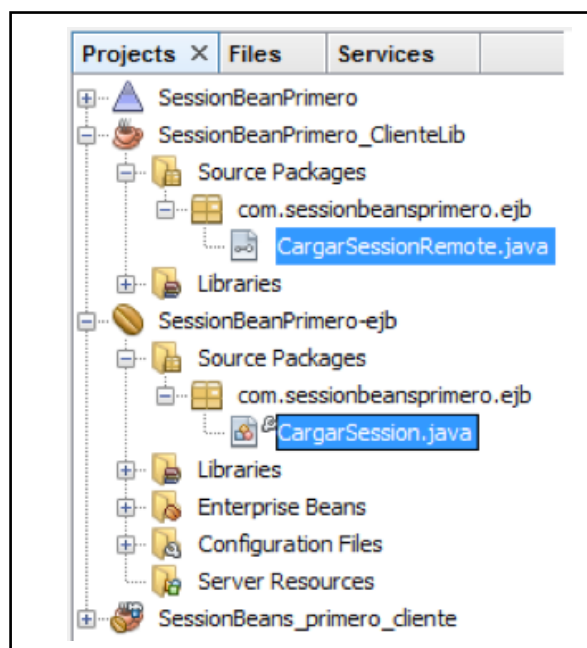 Projects × Files Services
SessionBeanPrimero
SessionBeanPrimero_ClienteLib
Source Packages
com.sessionbeansprimero.ejb
CargarSessionRemote.java
Libraries
SessionBeanPrimero-ejb
Source Packages
com.sessionbeansprimero.ejb
CargarSession.java
Libraries
Enterprise Beans
Configuration Files
Server Resources
SessionBeans_primero_cliente